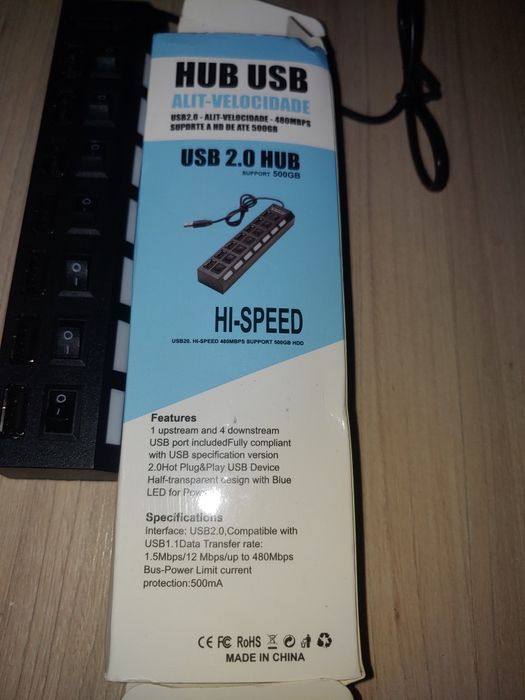 HUB USB
ALIT-VELOCIDADE
USB2.0 - ALIT-VELOCIDADE - 480MBPS
SUPORTE A HD DE ATE 500GB
USB 2.0 HUB
SUPPORT 500GB
HI-SPEED
USB20. HI-SPEED 480MBPS SUPPORT 500GB HDD
Features
1 upstream and 4 downstream
USB port includedFully compliant
with USB specification version
2.0Hot Plug&Play USB Device
Half-transparent design with Blue
LED for Power
Specifications
Interface: USB2.0,Compatible with
USB1.1Data Transfer rate:
1.5Mbps/12 Mbps/up to 480Mbps
Bus-Power Limit current
protection:500mA
CE FC RoHS
MADE IN CHINA